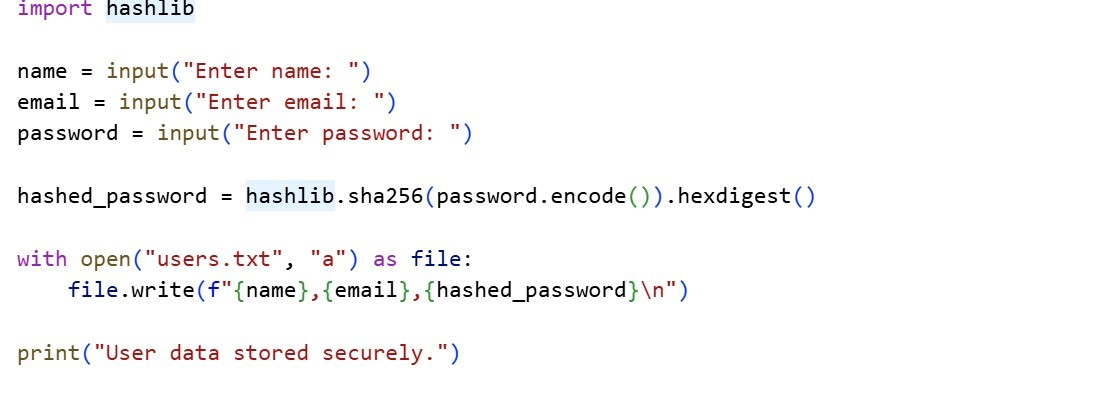 import hashlib
name = input("Enter name: ")
email = input("Enter email: ")
password = input("Enter password: ")
hashed_password = hashlib.sha256(password.encode()).hexdigest()
with open("users.txt", "a") as file:
    file.write(f"{name},{email},{hashed_password}\n")
print("User data stored securely.")